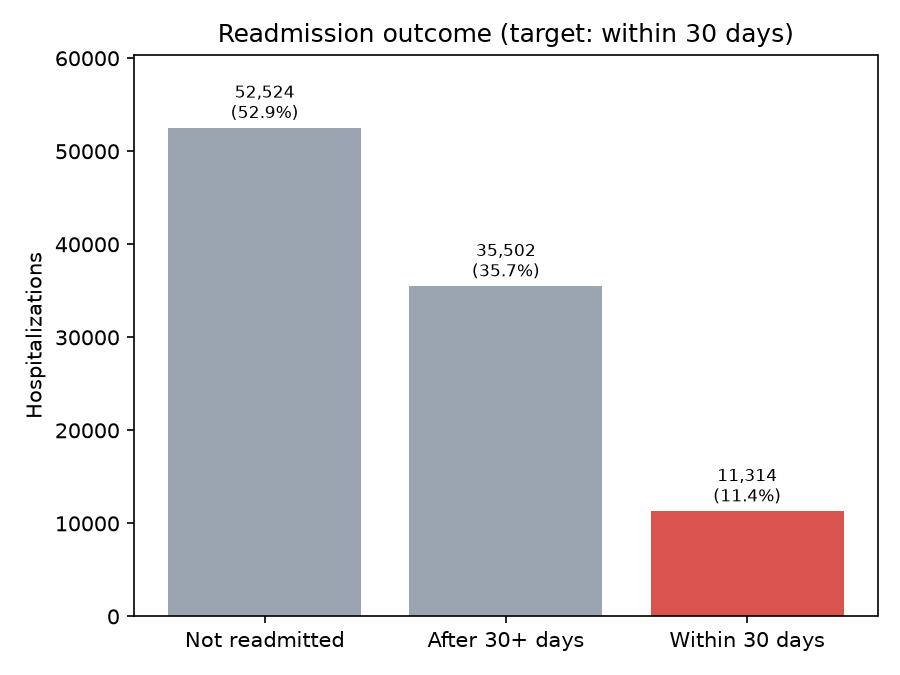 Readmission outcome (target: within 30 days)
60000
50000
40000
30000
20000
10000
0
Hospitalizations
52,524
(52.9%)
35,502
(35.7%)
11,314
(11.4%)
Not readmitted
After 30+ days
Within 30 days